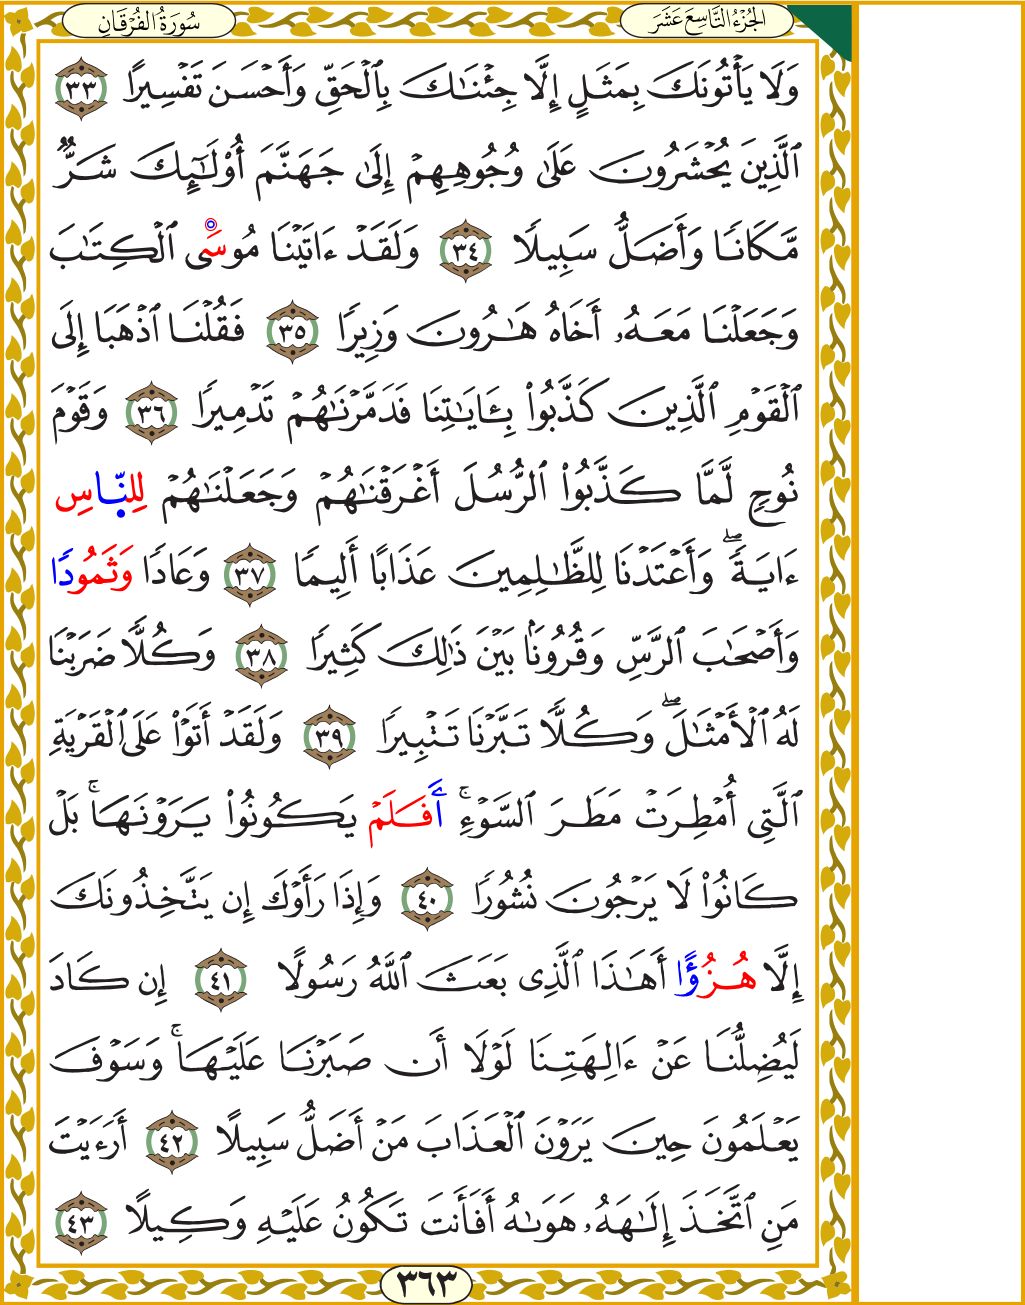 الجُزْءُ التَّاسِعَ عَشَرَ
سُورَةُ الفُرْقَانِ
وَلَا يَأْتُونَكَ بِمَثَلٍ إِلَّا جِئْنَٰكَ بِٱلْحَقِّ وَأَحْسَنَ تَفْسِيرًا ٣٣
ٱلَّذِينَ يُحْشَرُونَ عَلَىٰ وُجُوهِهِمْ إِلَىٰ جَهَنَّمَ أُو۟لَٰٓئِكَ شَرٌّ
مَّكَانًا وَأَضَلُّ سَبِيلًا ٣٤ وَلَقَدْ ءَاتَيْنَا مُوسَى ٱلْكِتَٰبَ
وَجَعَلْنَا مَعَهُۥ أَخَاهُ هَٰرُونَ وَزِيرًا ٣٥ فَقُلْنَا ٱذْهَبَا إِلَى
ٱلْقَوْمِ ٱلَّذِينَ كَذَّبُوا۟ بِـَٔايَٰتِنَا فَدَمَّرْنَٰهُمْ تَدْمِيرًا ٣٦ وَقَوْمَ
نُوحٍ لَّمَّا كَذَّبُوا۟ ٱلرُّسُلَ أَغْرَقْنَٰهُمْ وَجَعَلْنَٰهُمْ لِلنَّاسِ
ءَايَةً ۖ وَأَعْتَدْنَا لِلظَّٰلِمِينَ عَذَابًا أَلِيمًا ٣٧ وَعَادًا وَثَمُودًا
وَأَصْحَٰبَ ٱلرَّسِّ وَقُرُونًۢا بَيْنَ ذَٰلِكَ كَثِيرًا ٣٨ وَكُلًّا ضَرَبْنَا
لَهُ ٱلْأَمْثَٰلَ ۖ وَكُلًّا تَبَّرْنَا تَتْبِيرًا ٣٩ وَلَقَدْ أَتَوْا۟ عَلَى ٱلْقَرْيَةِ
ٱلَّتِى أُمْطِرَتْ مَطَرَ ٱلسَّوْءِ ۚ أَفَلَمْ يَكُونُوا۟ يَرَوْنَهَا ۚ بَلْ
كَانُوا۟ لَا يَرْجُونَ نُشُورًا ٤٠ وَإِذَا رَأَوْكَ إِن يَتَّخِذُونَكَ
إِلَّا هُزُؤًا أَهَٰذَا ٱلَّذِى بَعَثَ ٱللَّهُ رَسُولًا ٤١ إِن كَادَ
لَيُضِلُّنَا عَنْ ءَالِهَتِنَا لَوْلَا أَن صَبَرْنَا عَلَيْهَا ۚ وَسَوْفَ
يَعْلَمُونَ حِينَ يَرَوْنَ ٱلْعَذَابَ مَنْ أَضَلُّ سَبِيلًا ٤٢ أَرَءَيْتَ
مَنِ ٱتَّخَذَ إِلَٰهَهُۥ هَوَىٰهُ أَفَأَنتَ تَكُونُ عَلَيْهِ وَكِيلًا ٤٣
٣٦٣